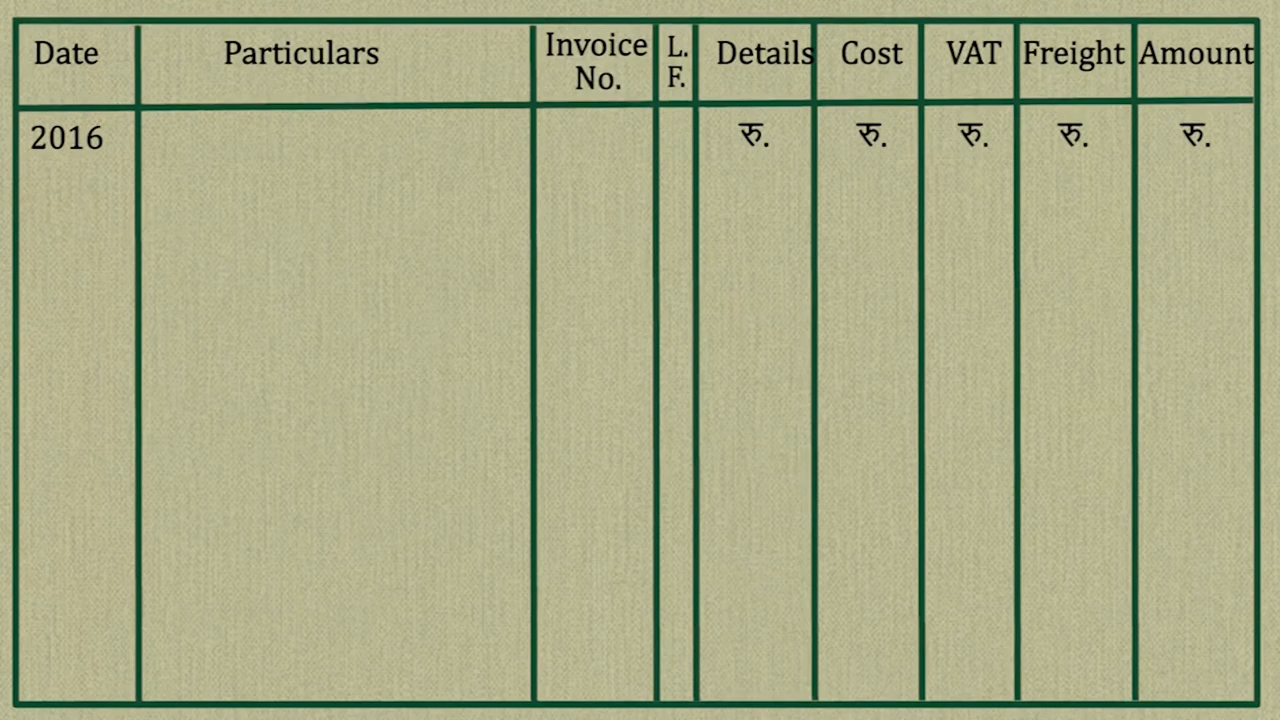 Date Particulars Invoice No. L. F. Details Cost VAT Freight Amount
2016 रु. रु. रु. रु. रु.